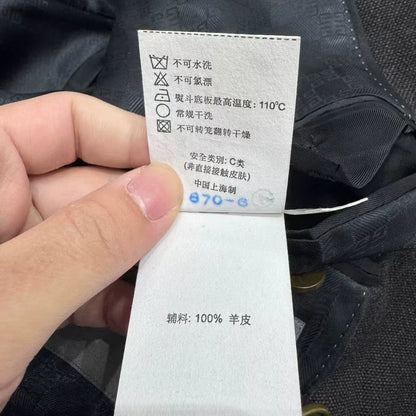 不可水洗
不可氯漂
熨斗底板最高温度: 110℃
常规干洗
不可转笼翻转干燥
安全类别: C类
(非直接接触皮肤)
中国上海制
870-6
辅料: 100% 羊皮